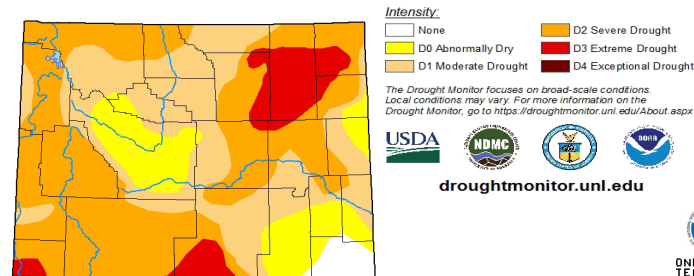 Intensity:
None
D0 Abnormally Dry
D1 Moderate Drought
D2 Severe Drought
D3 Extreme Drought
D4 Exceptional Drought
The Drought Monitor focuses on broad-scale conditions.
Local conditions may vary. For more information on the
Drought Monitor, go to https://droughtmonitor.unl.edu/About.aspx
USDA
NDMC
NOAA
droughtmonitor.unl.edu